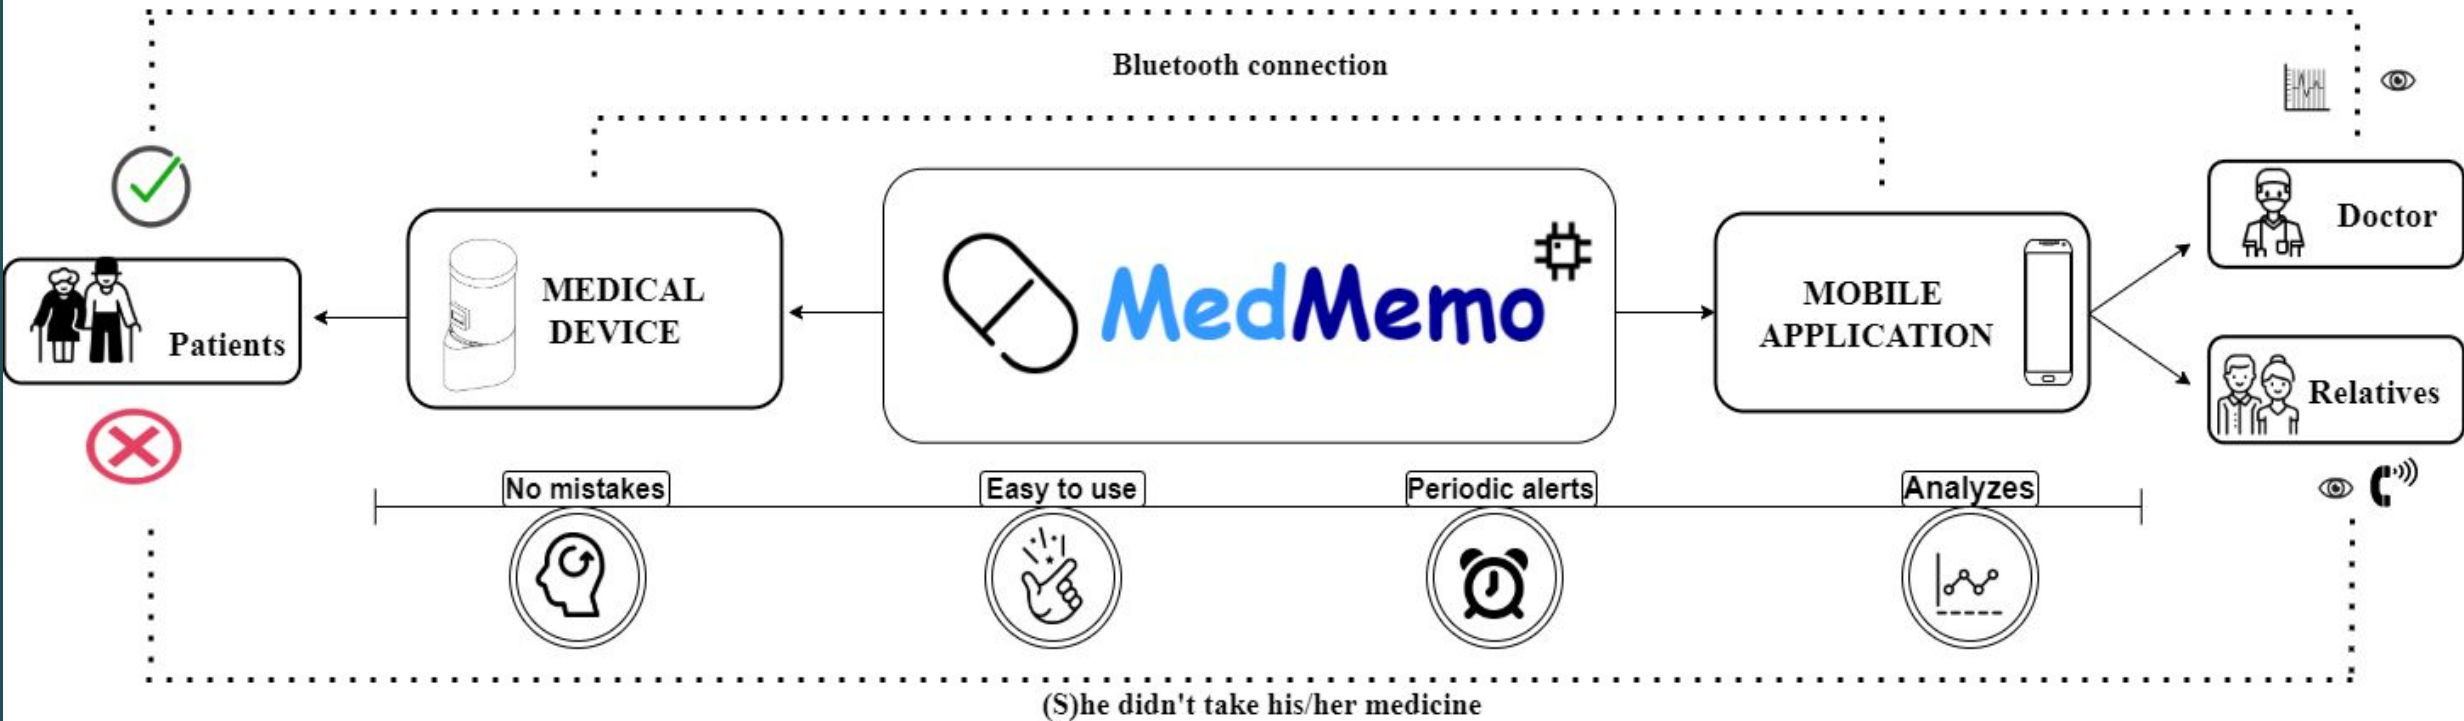 Bluetooth connection
Patients
MEDICAL
DEVICE
MedMemo
MOBILE
APPLICATION
Doctor
Relatives
No mistakes
Easy to use
Periodic alerts
Analyzes
(S)he didn't take his/her medicine